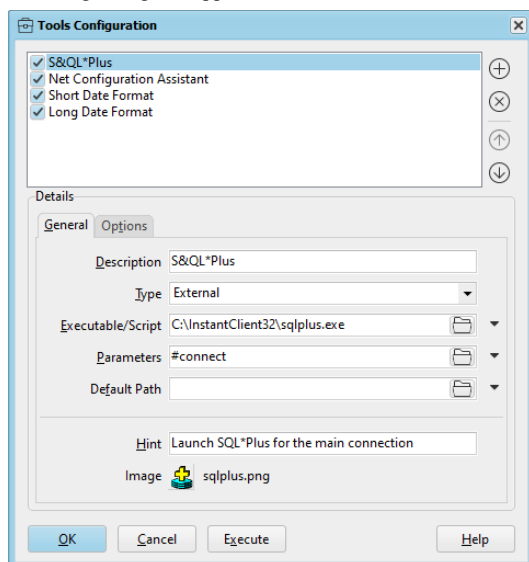 Tools Configuration
S&QL*Plus
Net Configuration Assistant
Short Date Format
Long Date Format
Details
General Options
Description S&QL*Plus
Type External
Executable/Script C:\InstantClient32\sqlplus.exe
Parameters #connect
Default Path
Hint Launch SQL*Plus for the main connection
Image sqlplus.png
OK Cancel Execute Help